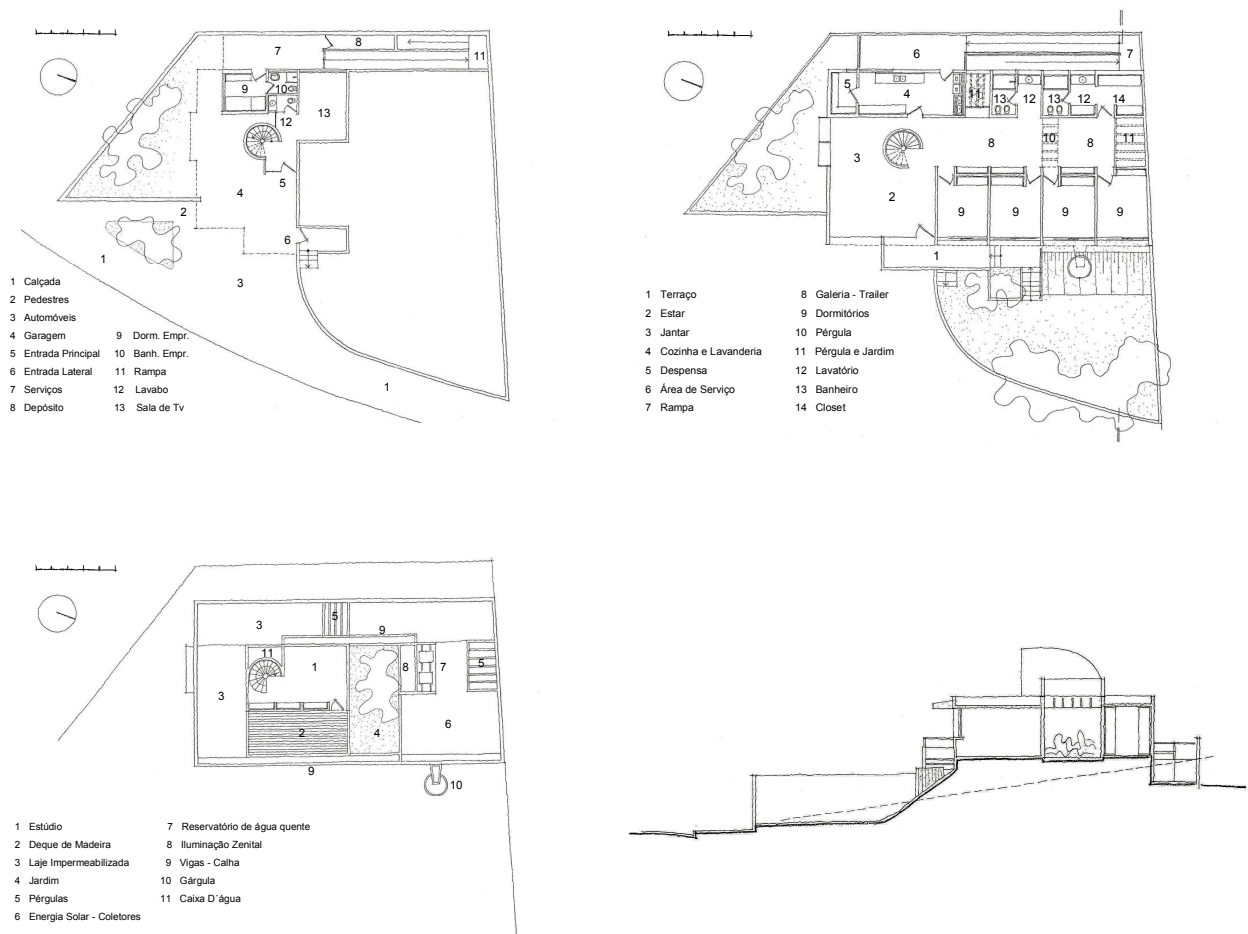 7
8
11
9
10
13
12
5
4
2
6
1
3
1
1 Calçada
2 Pedestres
3 Automóveis
4 Garagem
5 Entrada Principal
6 Entrada Lateral
7 Serviços
8 Depósito
9 Dorm. Empr.
10 Banh. Empr.
11 Rampa
12 Lavabo
13 Sala de Tv
6
7
5
4
11
13
12
13
12
14
3
8
10
8
11
2
9
9
9
9
1
1 Terraço
2 Estar
3 Jantar
4 Cozinha e Lavanderia
5 Despensa
6 Área de Serviço
7 Rampa
8 Galeria - Trailer
9 Dormitórios
10 Pérgula
11 Pérgula e Jardim
12 Lavatório
13 Banheiro
14 Closet
3
5
9
11
1
8
7
5
3
6
2
4
9
10
1 Estúdio
2 Deque de Madeira
3 Laje Impermeabilizada
4 Jardim
5 Pérgulas
6 Energia Solar - Coletores
7 Reservatório de água quente
8 Iluminação Zenital
9 Vigas - Calha
10 Gárgula
11 Caixa D´água